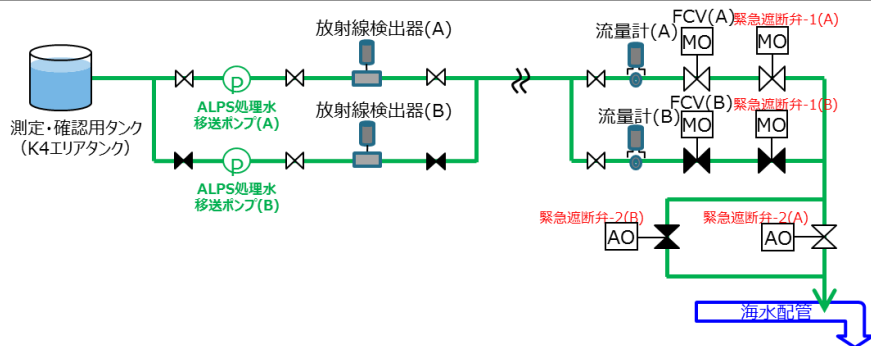 放射線検出器(A)
流量計(A)
FCV(A)
緊急遮断弁-1(A)
MO
MO
P
ALPS処理水
移送ポンプ(A)
測定・確認用タンク
(K4エリアタンク)
放射線検出器(B)
流量計(B)
FCV(B)
緊急遮断弁-1(B)
MO
MO
P
ALPS処理水
移送ポンプ(B)
緊急遮断弁-2(B)
緊急遮断弁-2(A)
AO
AO
海水配管